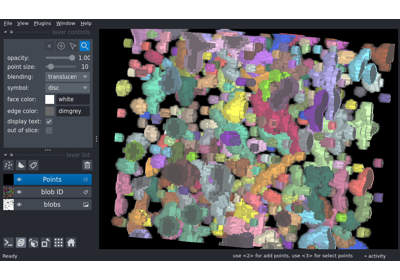 File View Plugins Window Help
layer controls
opacity: 1.00
point size: 10
blending: translucen
symbol: disc
face color: white
edge color: dimgrey
display text:
out of slice:
layer list
Points
blob ID
blobs
Ready use <2> for add points, use <3> for select points activity